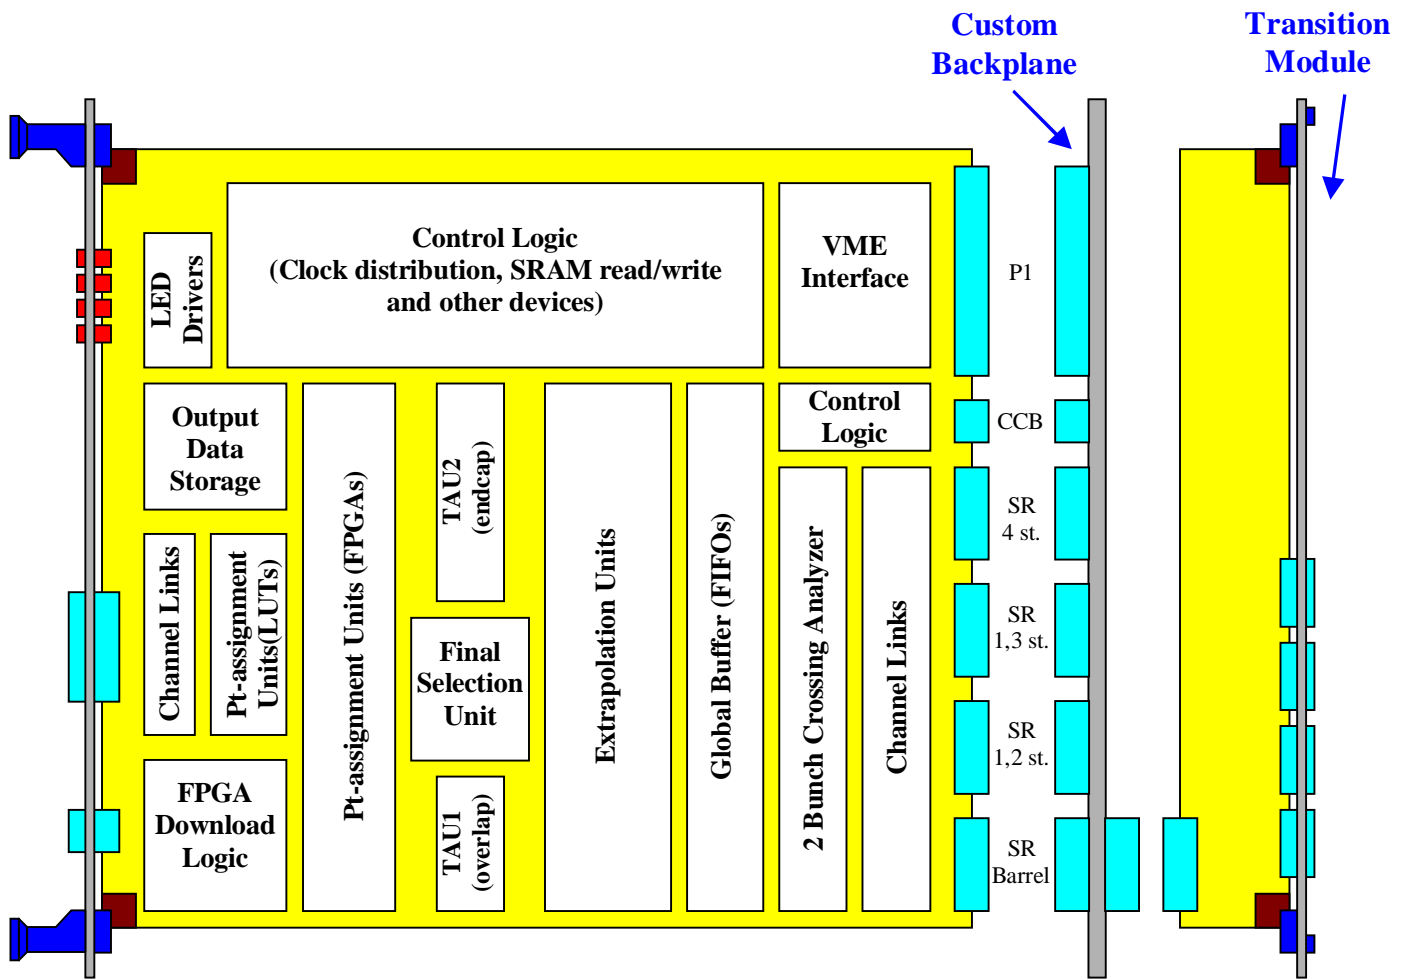 Custom
Backplane
Transition
Module
Control Logic
(Clock distribution, SRAM read/write
and other devices)
VME
Interface
P1
LED
Drivers
Output
Data
Storage
Control
Logic
CCB
TAU2
(endcap)
SR
4 st.
Channel Links
Pt-assignment
Units(LUTs)
Pt-assignment Units (FPGAs)
Final
Selection
Unit
Extrapolation Units
Global Buffer (FIFOs)
2 Bunch Crossing Analyzer
Channel Links
SR
1,3 st.
SR
1,2 st.
FPGA
Download
Logic
TAU1
(overlap)
SR
Barrel